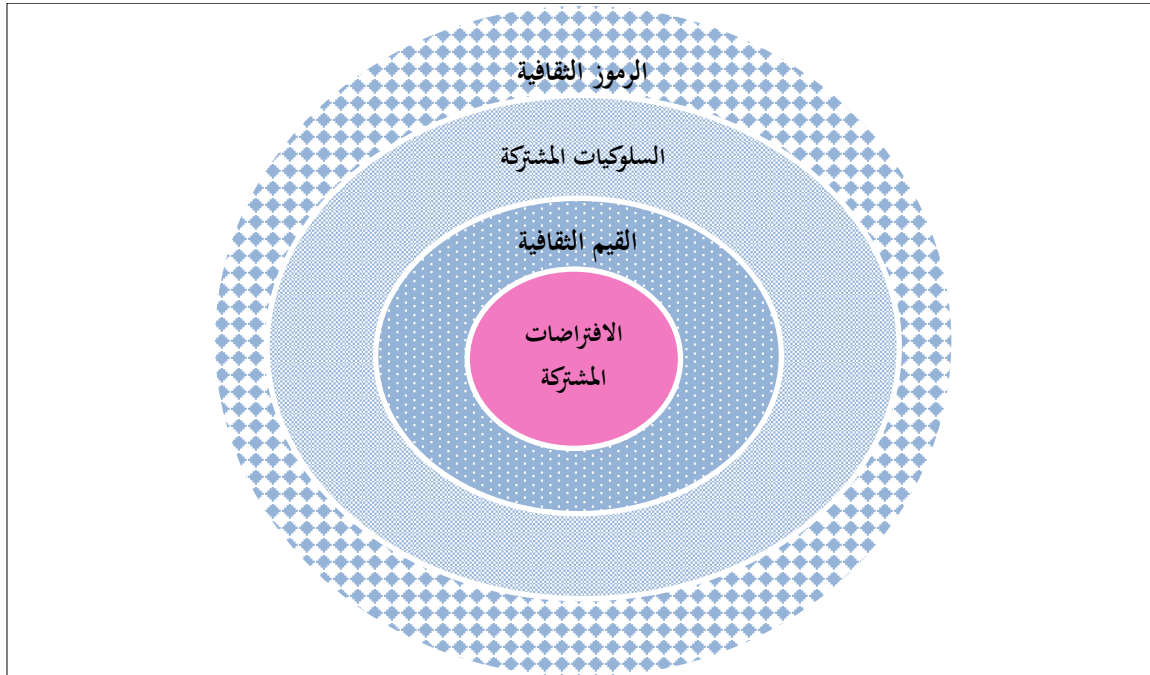 الرموز الثقافية
السلوكيات المشتركة
القيم الثقافية
الافتراضات
المشتركة